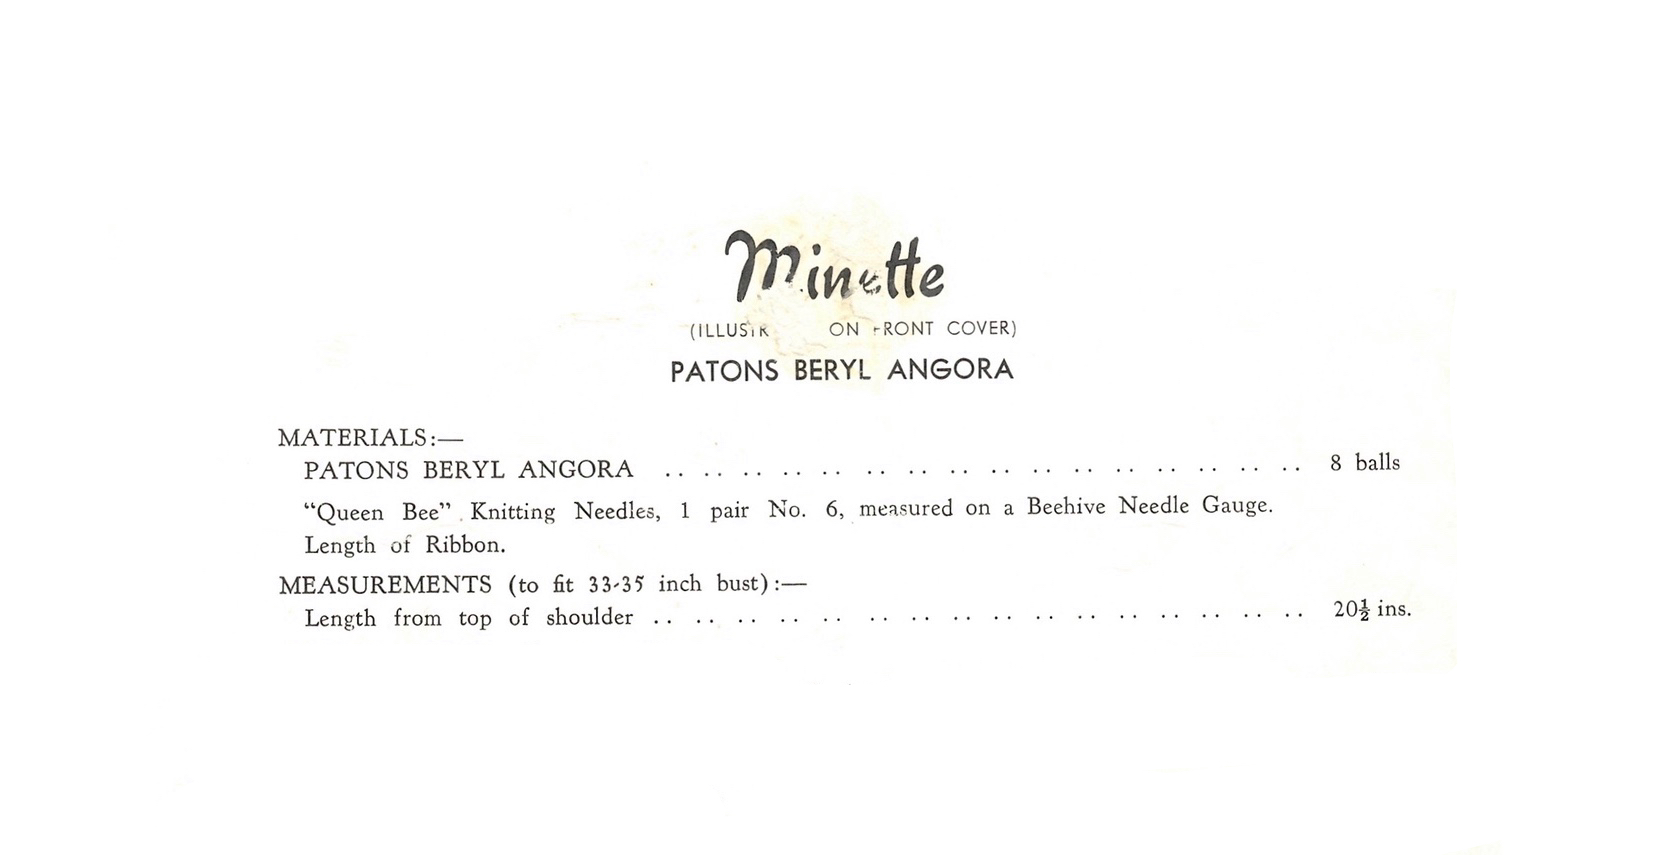 Minette
(ILLUSTR ON FRONT COVER)
PATONS BERYL ANGORA
MATERIALS:—
PATONS BERYL ANGORA .. .. .. .. .. .. .. .. .. .. .. .. .. .. .. .. 8 balls
“Queen Bee” Knitting Needles, 1 pair No. 6, measured on a Beehive Needle Gauge.
Length of Ribbon.
MEASUREMENTS (to fit 33-35 inch bust):—
Length from top of shoulder .. .. .. .. .. .. .. .. .. .. .. .. .. .. .. .. 20½ ins.